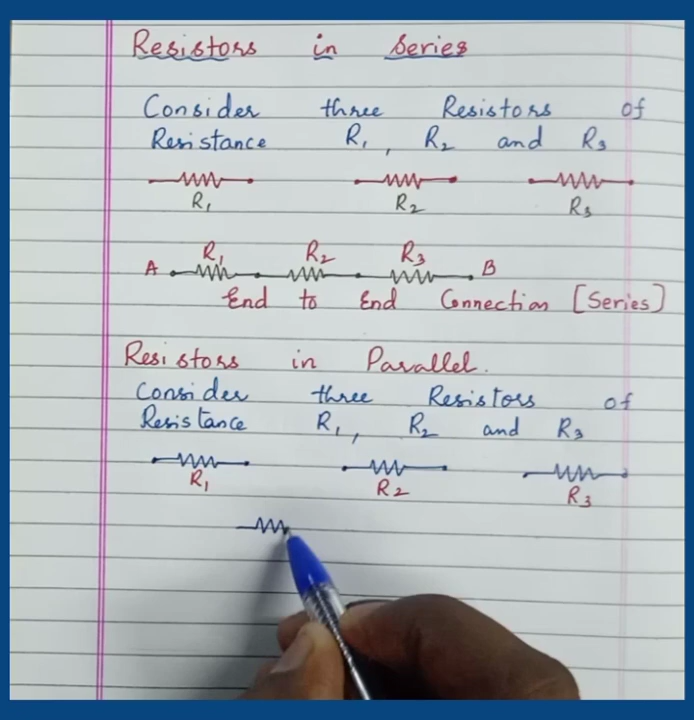 Resistors in Series
Consider three Resistors of
Resistance R₁, R₂ and R₃
R₁ R₂ R₃
R₁ R₂ R₃
A B
End to End Connection [Series]
Resistors in Parallel.
Consider three Resistors of
Resistance R₁, R₂ and R₃
R₁ R₂ R₃